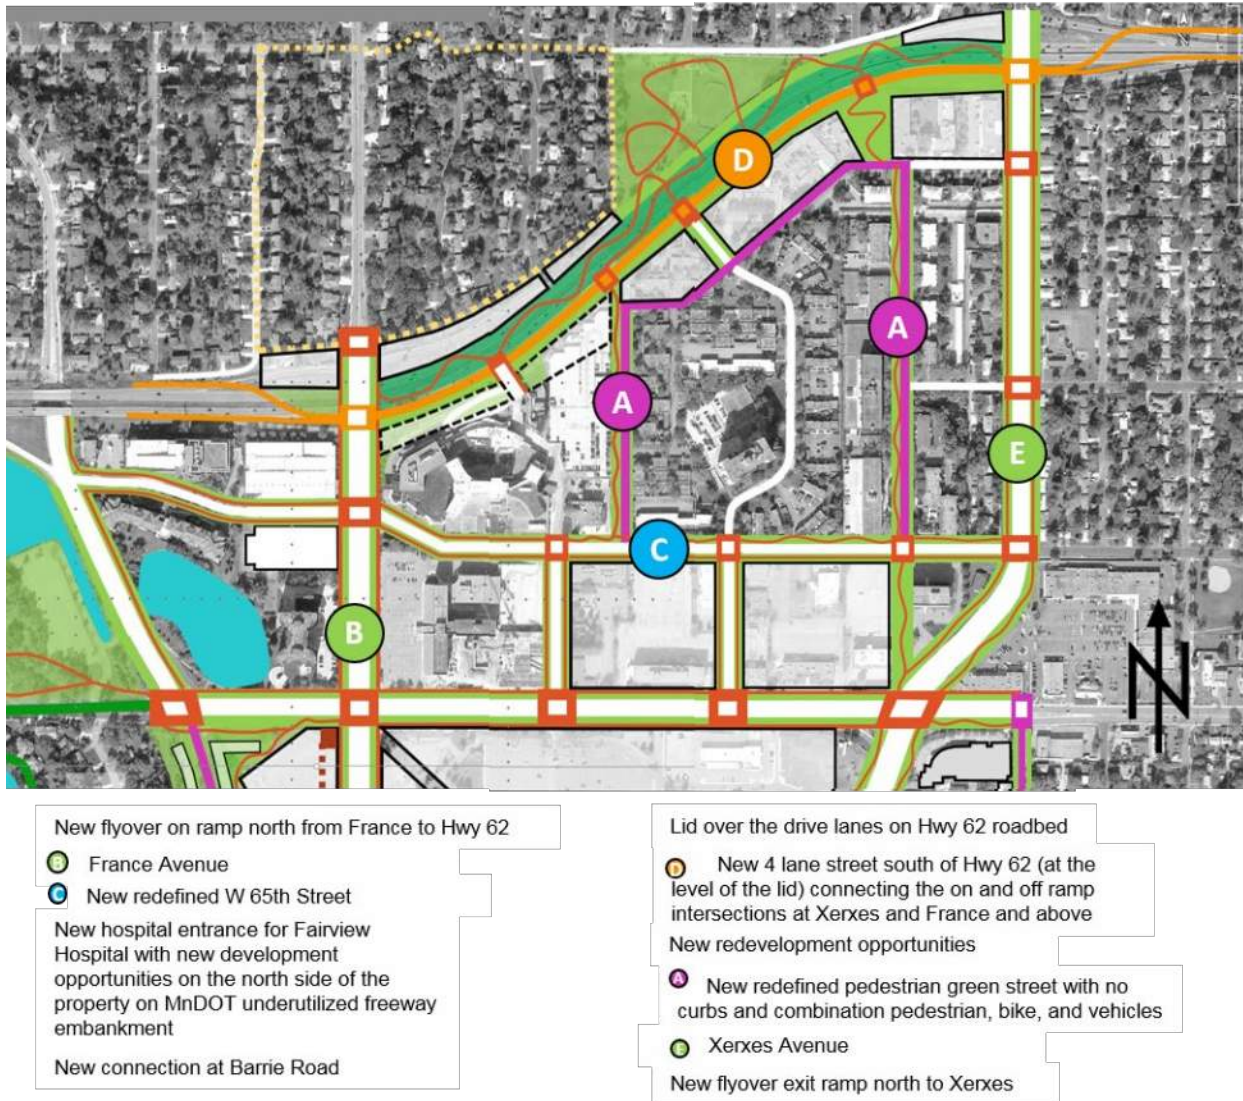 D
A
A
E
C
B
N
New flyover on ramp north from France to Hwy 62
B France Avenue
C New redefined W 65th Street
New hospital entrance for Fairview
Hospital with new development
opportunities on the north side of the
property on MnDOT underutilized freeway
embankment
New connection at Barrie Road
Lid over the drive lanes on Hwy 62 roadbed
D New 4 lane street south of Hwy 62 (at the
level of the lid) connecting the on and off ramp
intersections at Xerxes and France and above
New redevelopment opportunities
A New redefined pedestrian green street with no
curbs and combination pedestrian, bike, and vehicles
E Xerxes Avenue
New flyover exit ramp north to Xerxes